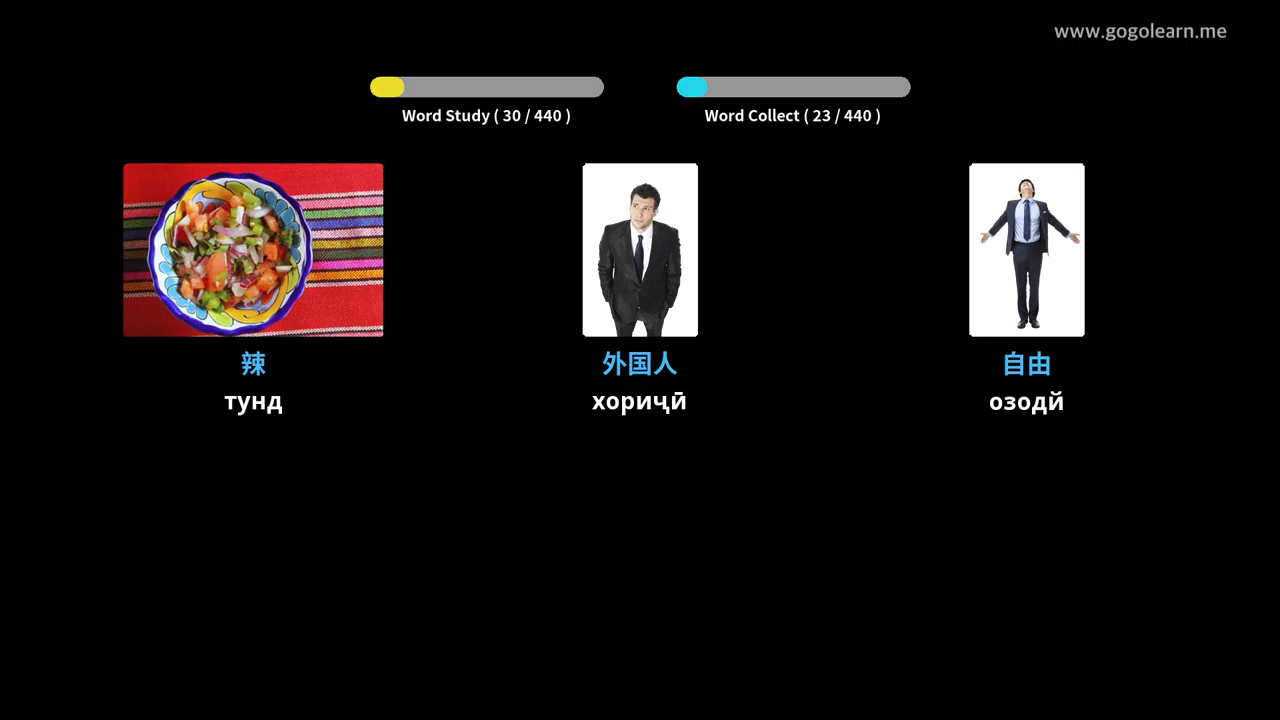 www.gogolearn.me
Word Study ( 30 / 440 )
Word Collect ( 23 / 440 )
辣
外国人
自由
тунд
хориҷӣ
озодй